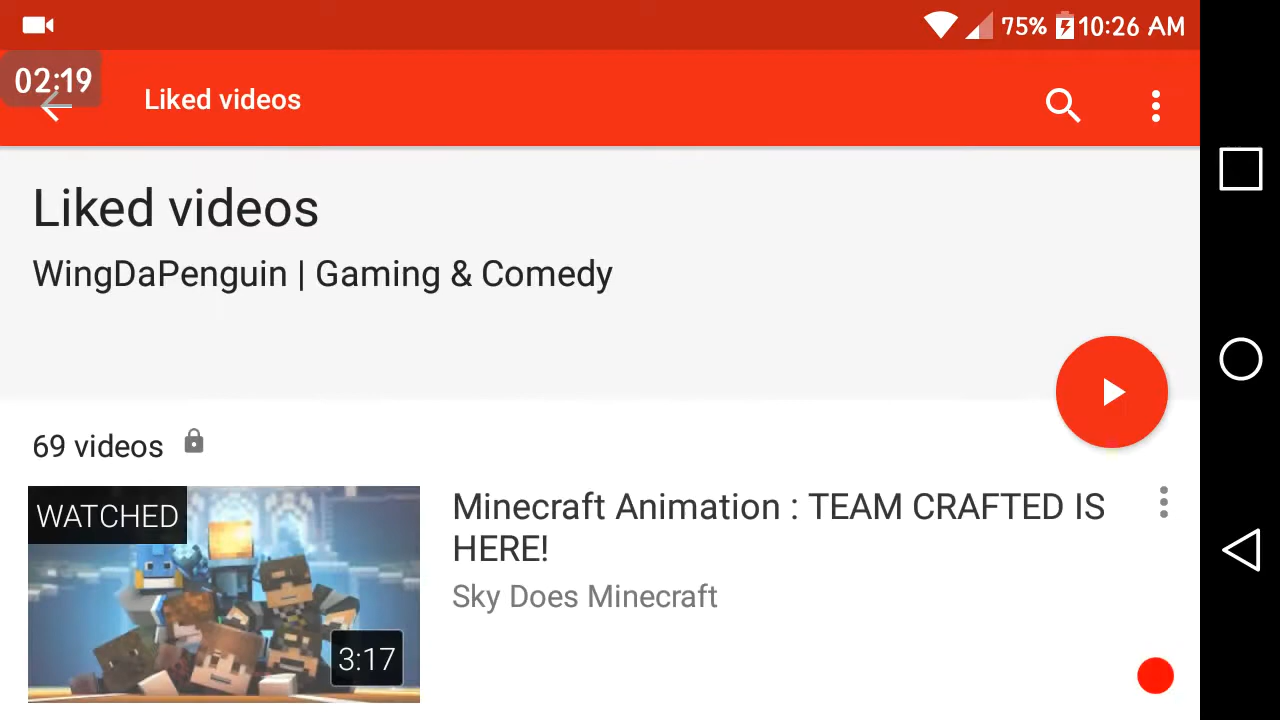 75% 10:26 AM
02:19
Liked videos
Liked videos
WingDaPenguin | Gaming & Comedy
69 videos
WATCHED
3:17
Minecraft Animation : TEAM CRAFTED IS
HERE!
Sky Does Minecraft